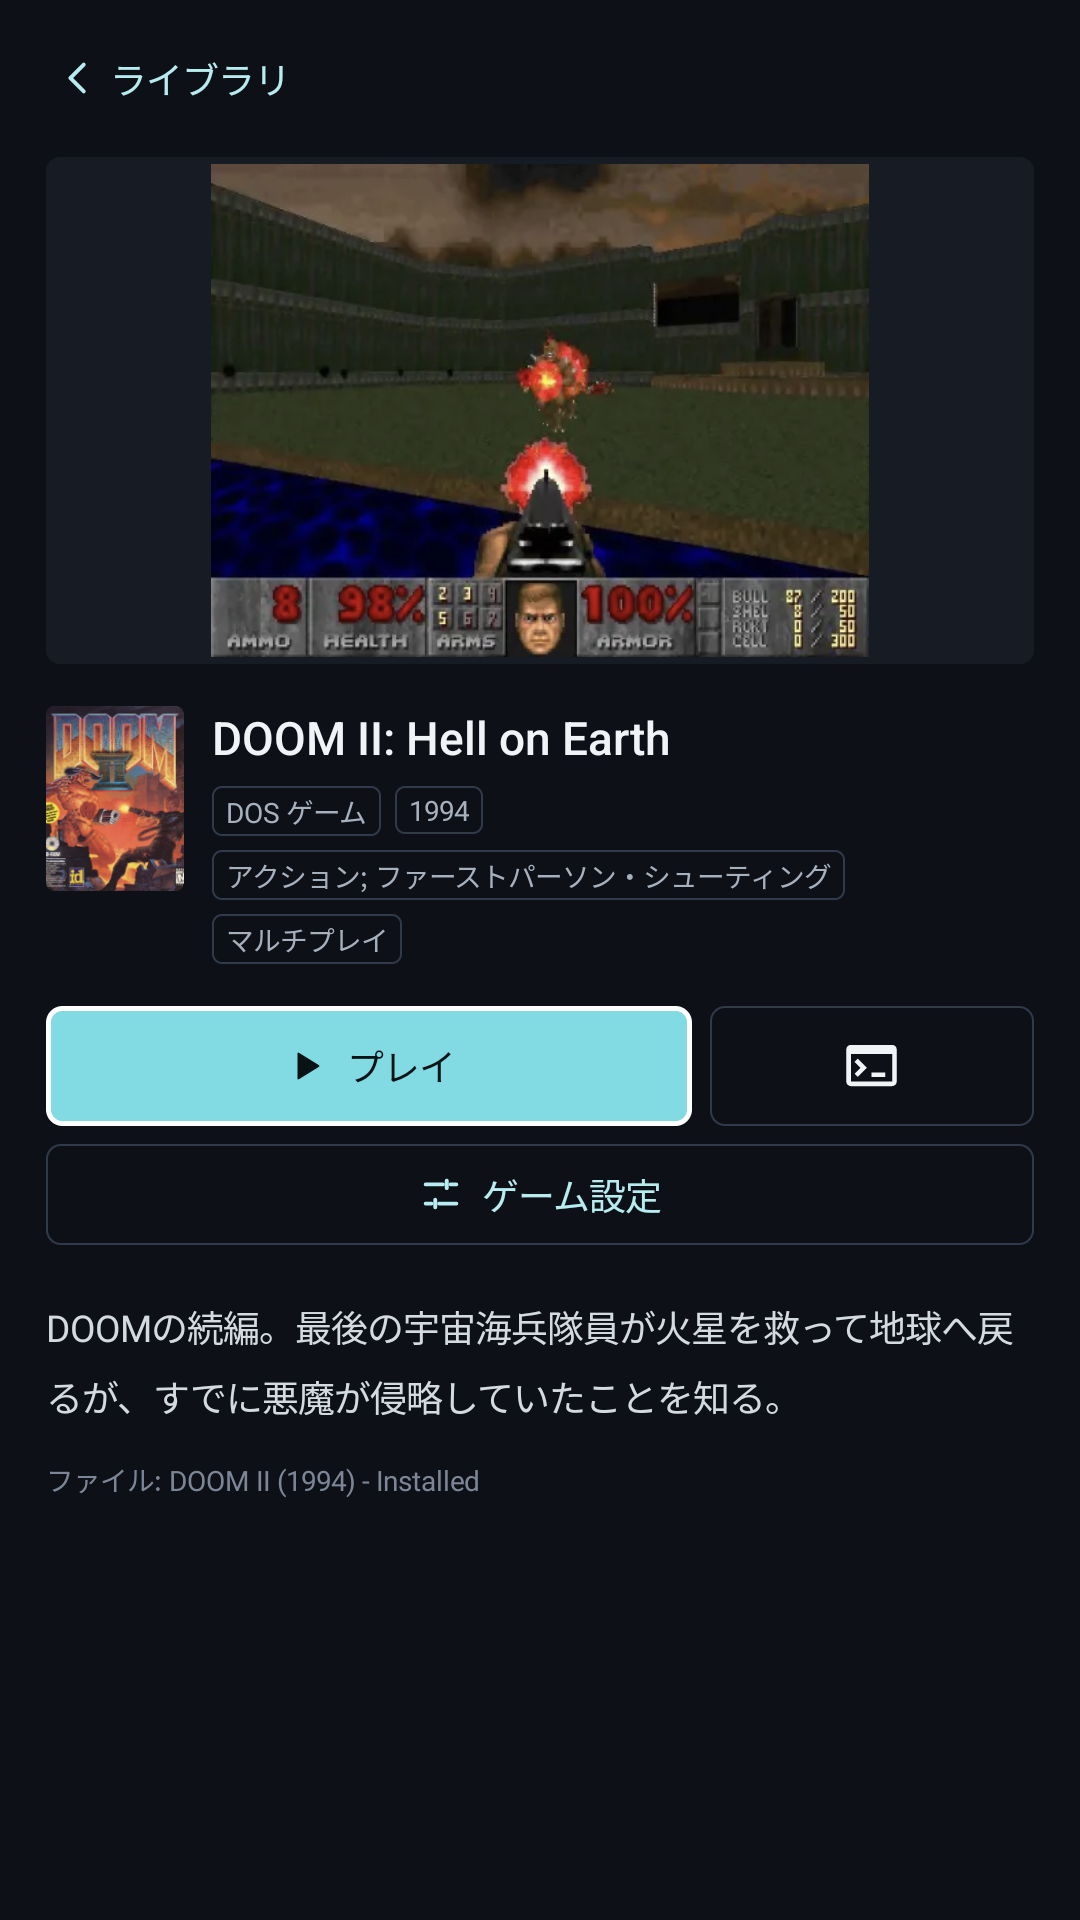 ライブラリ
8 98% 2 3 4 100% BULL 87 / 200
5 6 7 SHEL 8 / 50
RCKT 0 / 50
AMMO HEALTH ARMS ARMOR CELL 0 / 300
DOOM II
id
DOOM II: Hell on Earth
DOS ゲーム 1994
アクション; ファーストパーソン・シューティング
マルチプレイ
プレイ
ゲーム設定
DOOMの続編。最後の宇宙海兵隊員が火星を救って地球へ戻
るが、すでに悪魔が侵略していたことを知る。
ファイル: DOOM II (1994) - Installed